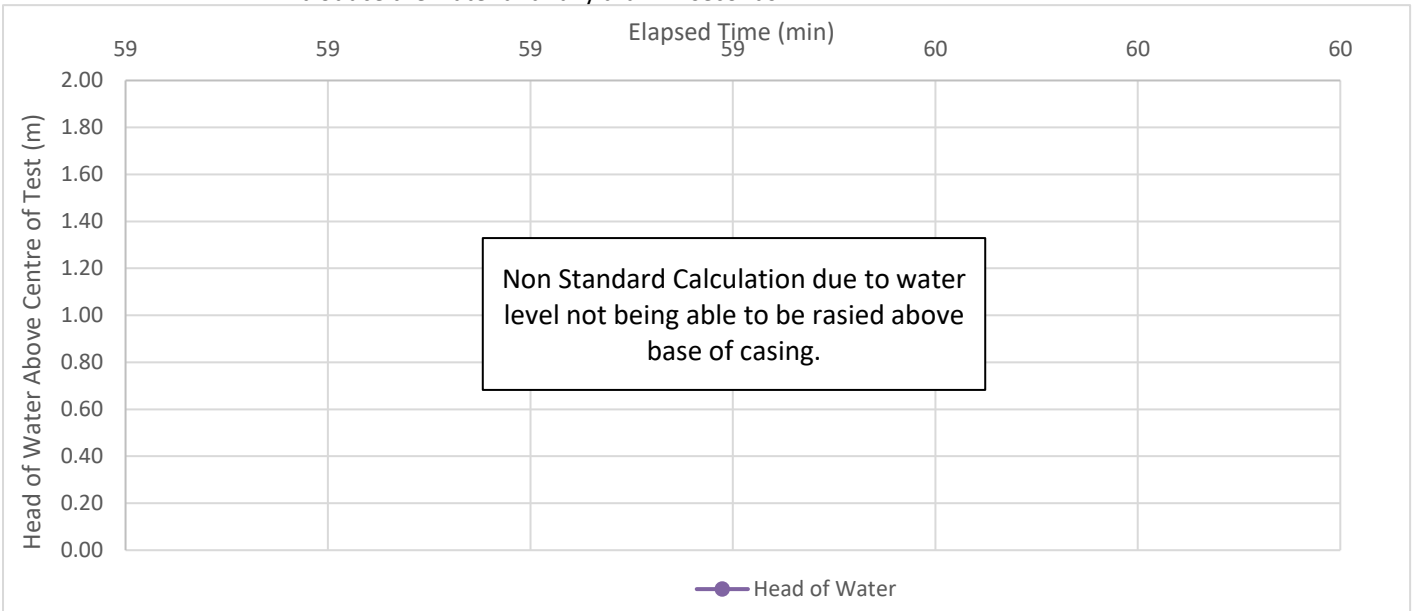 Elapsed Time (min)
59 59 59 59 60 60 60
Head of Water Above Centre of Test (m)
2.00
1.80
1.60
1.40
1.20
1.00
0.80
0.60
0.40
0.20
0.00
Non Standard Calculation due to water
level not being able to be rasied above
base of casing.
Head of Water